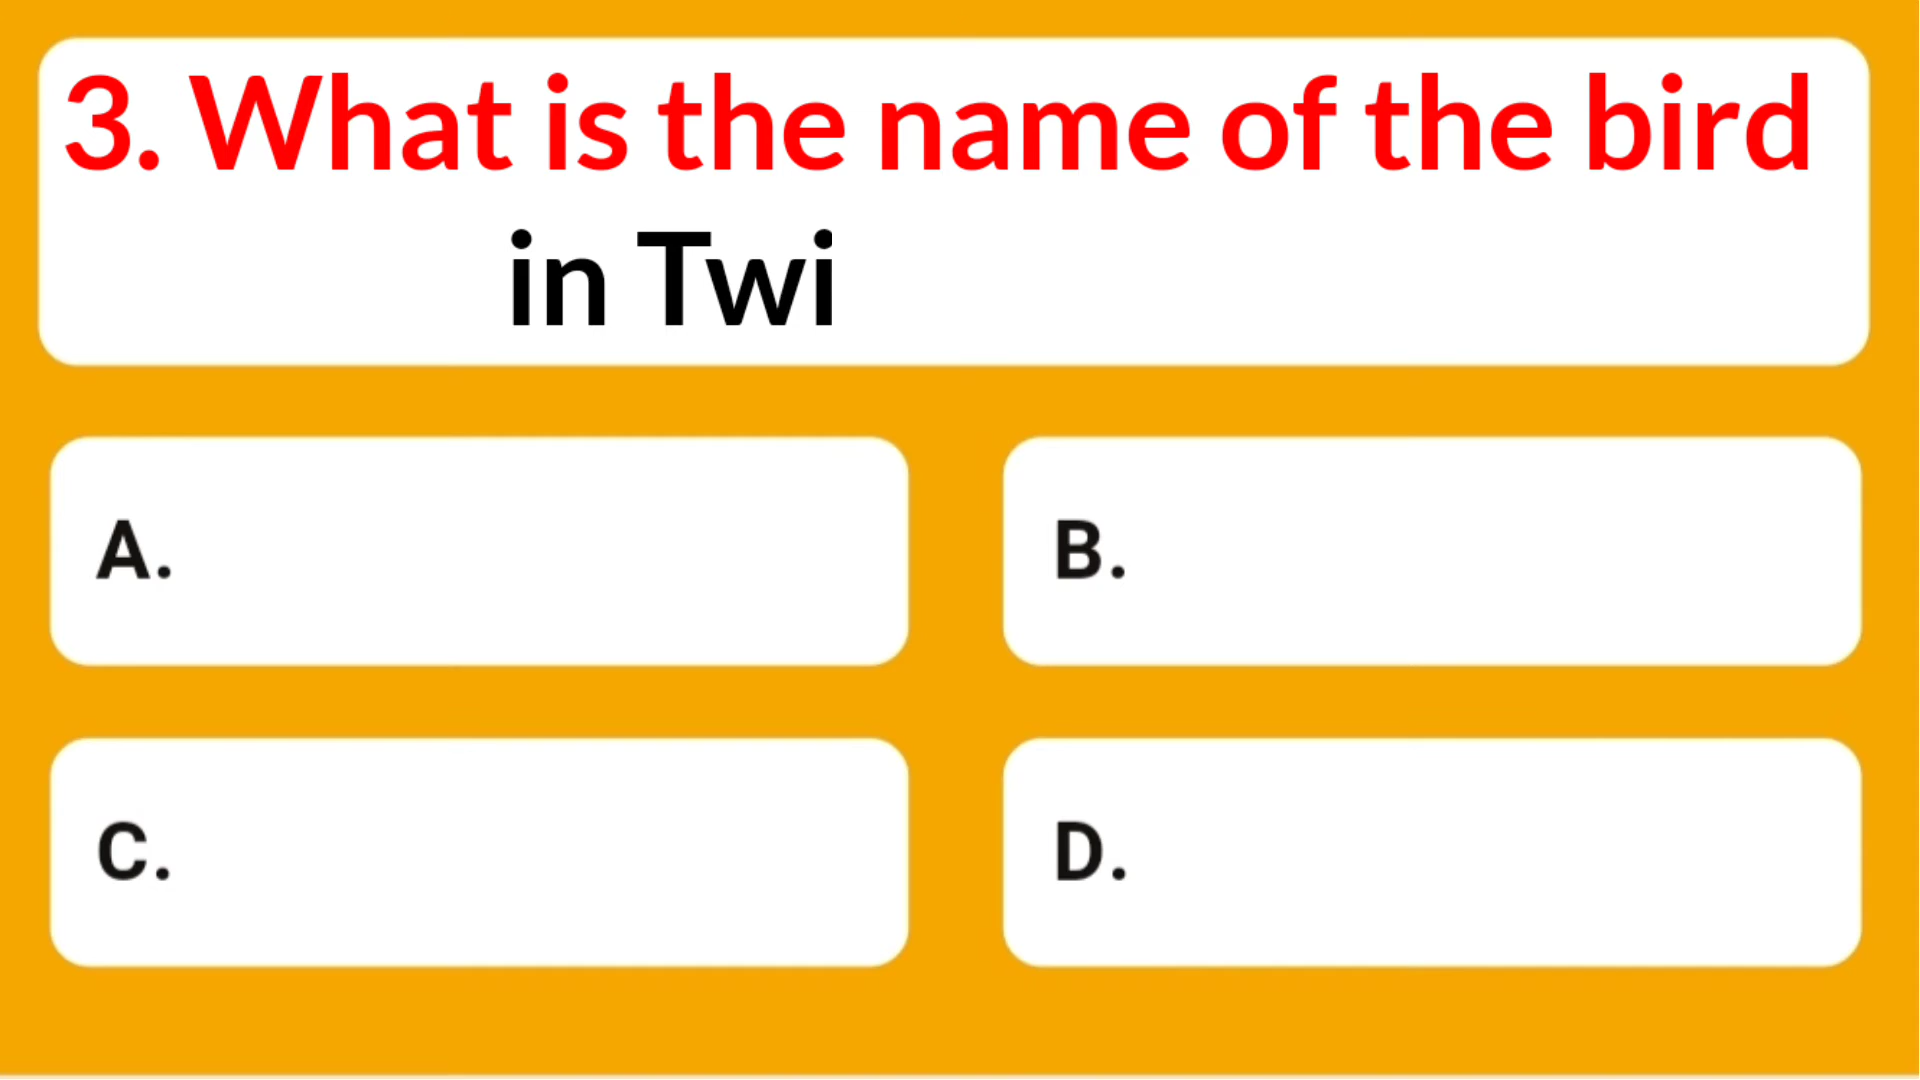 3. What is the name of the bird
in Twi
A.
B.
C.
D.